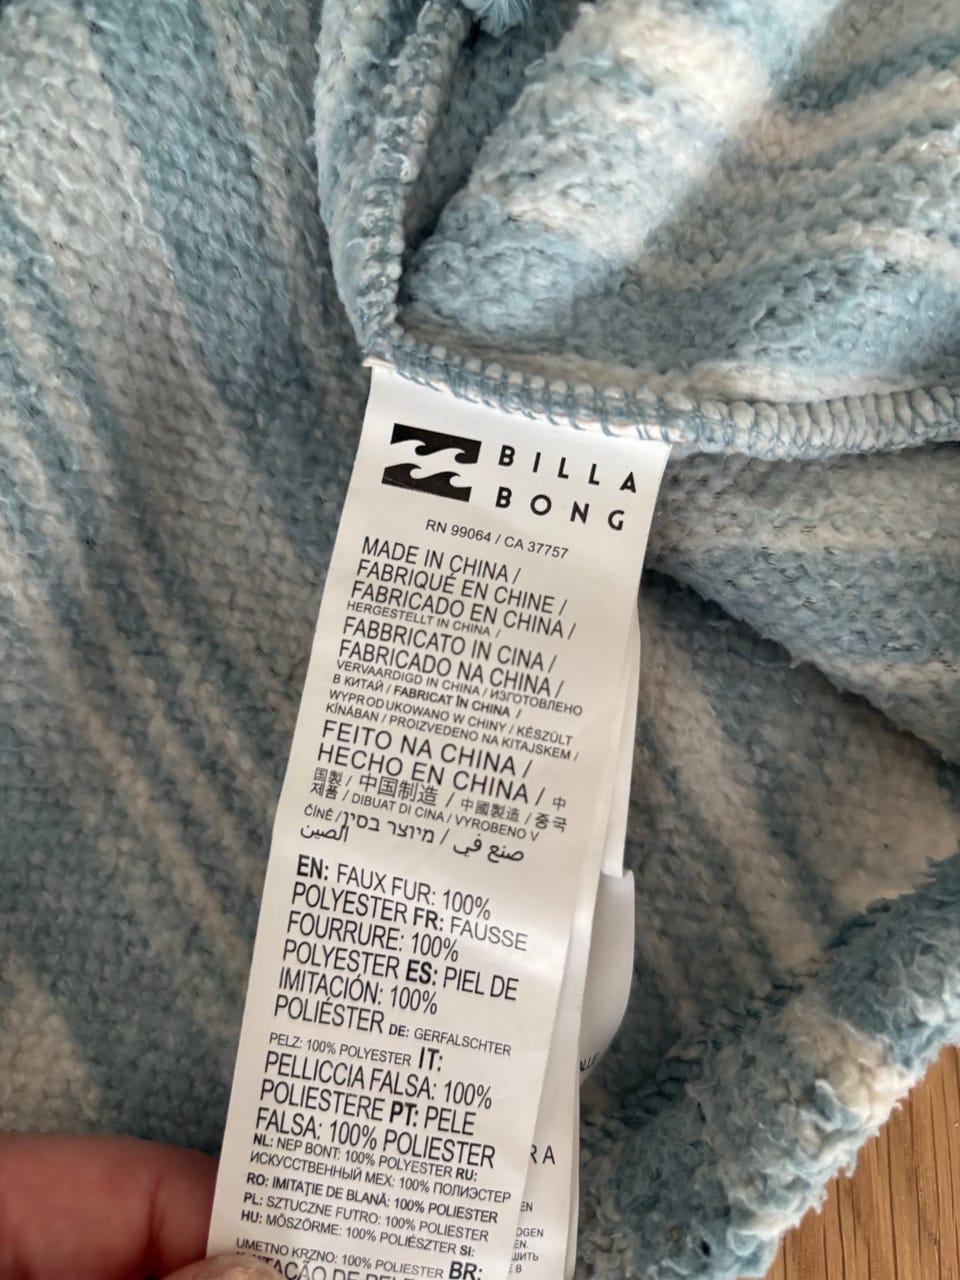 BILLA
BONG
RN 99064 / CA 37757
MADE IN CHINA /
FABRIQUÉ EN CHINE /
FABRICADO EN CHINA /
HERGESTELLT IN CHINA /
FABBRICATO IN CINA /
FABRICADO NA CHINA /
VERVAARDIGD IN CHINA / ИЗГОТОВЛЕНО
В КИТАЙ / FABRICAT ÎN CHINA /
WYPRODUKOWANO W CHINY / KÉSZÜLT
KÍNÁBAN / PROIZVEDENO NA KITAJSKEM /
FEITO NA CHINA /
HECHO EN CHINA / 中
国製 / 中国制造 / 中國製造 / 중국
제품 / DIBUAT DI CINA / VYROBENO V
ČÍNĚ / מיוצר בסין / صنع في
الصين
EN: FAUX FUR: 100%
POLYESTER FR: FAUSSE
FOURRURE: 100%
POLYESTER ES: PIEL DE
IMITACIÓN: 100%
POLIÉSTER DE: GERFALSCHTER
PELZ: 100% POLYESTER IT:
PELLICCIA FALSA: 100%
POLIESTERE PT: PELE
FALSA: 100% POLIESTER
NL: NEP BONT: 100% POLYESTER RU:
ИСКУССТВЕННЫЙ МЕХ: 100% ПОЛИЭСТЕР
RO: IMITAŢIE DE BLANĂ: 100% POLIESTER
PL: SZTUCZNE FUTRO: 100% POLIESTER
HU: MŐSZŐRME: 100% POLIÉSZTER SI:
UMETNO KRZNO: 100% POLIESTER BR: